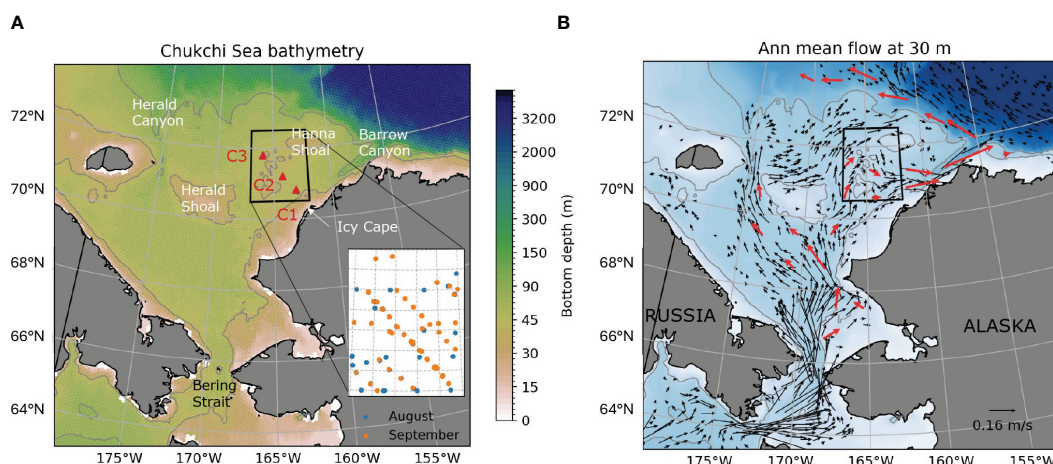 A
Chukchi Sea bathymetry
72°N
70°N
68°N
66°N
64°N
175°W
170°W
165°W
160°W
155°W
Herald
Canyon
Hanna
Shoal
Barrow
Canyon
C3
C2
C1
Herald
Shoal
Icy Cape
Bering
Strait
August
September
3200
2000
900
300
150
90
45
30
15
0
Bottom depth (m)
B
Ann mean flow at 30 m
72°N
70°N
68°N
66°N
64°N
175°W
170°W
165°W
160°W
155°W
RUSSIA
ALASKA
0.16 m/s